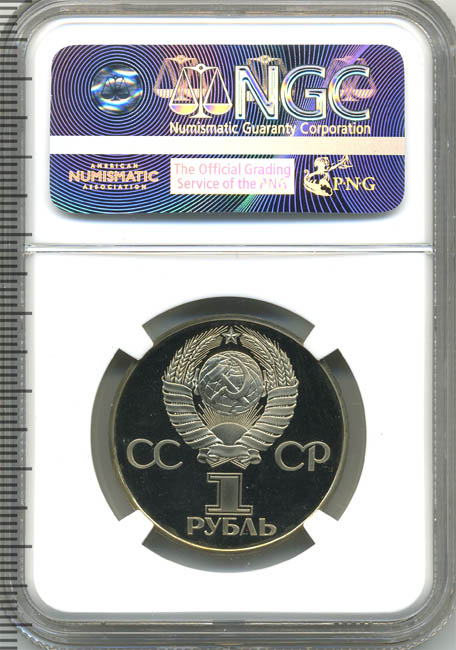 NGC
Numismatic Guaranty Corporation
AMERICAN
NUMISMATIC
ASSOCIATION
The Official Grading
Service of the PNG
PNG
СС СР
1
РУБЛЬ